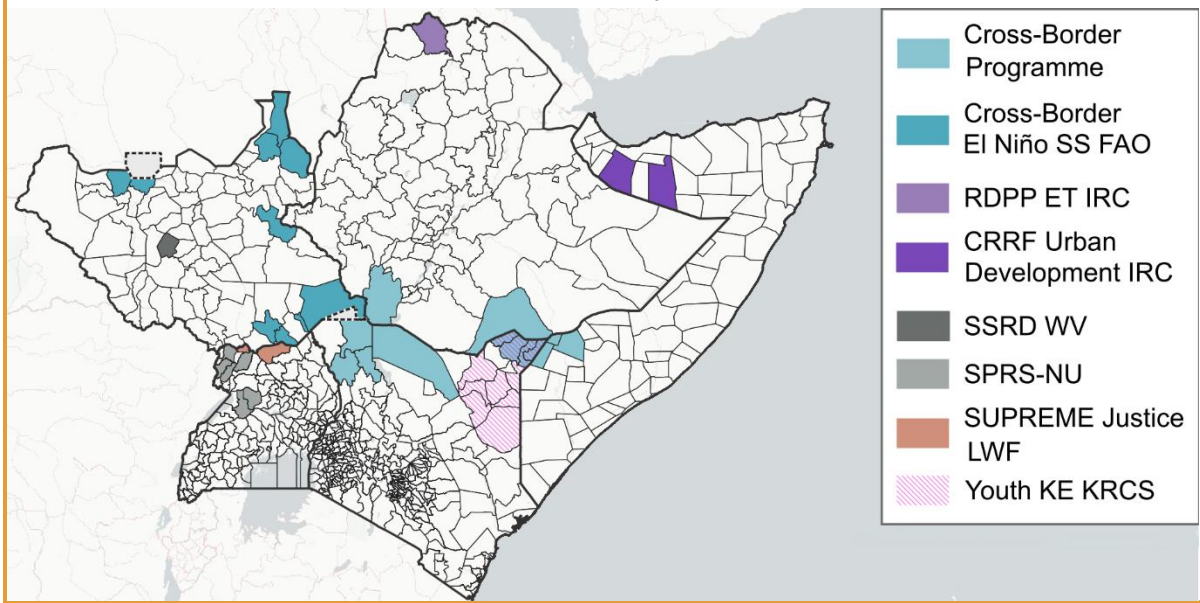 Cross-Border
Programme
Cross-Border
El Niño SS FAO
RDPP ET IRC
CRRF Urban
Development IRC
SSRD WV
SPRS-NU
SUPREME Justice
LWF
Youth KE KRCS